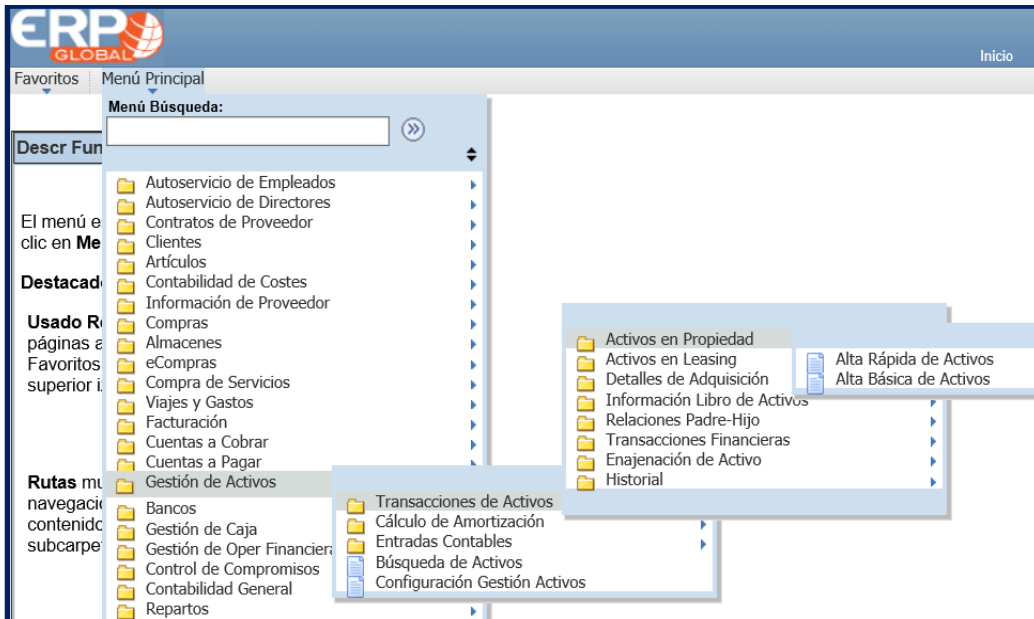 ERP
GLOBAL
Inicio
Favoritos
Menú Principal
Menú Búsqueda:
Descr Fun
El menú e
clic en Me
Destacad
Usado R
páginas a
Favoritos
superior i
Rutas mu
navegació
contenido
subcarpe
Autoservicio de Empleados
Autoservicio de Directores
Contratos de Proveedor
Clientes
Artículos
Contabilidad de Costes
Información de Proveedor
Compras
Almacenes
eCompras
Compra de Servicios
Viajes y Gastos
Facturación
Cuentas a Cobrar
Cuentas a Pagar
Gestión de Activos
Bancos
Gestión de Caja
Gestión de Oper Financiera
Control de Compromisos
Contabilidad General
Repartos
Transacciones de Activos
Cálculo de Amortización
Entradas Contables
Búsqueda de Activos
Configuración Gestión Activos
Activos en Propiedad
Activos en Leasing
Detalles de Adquisición
Información Libro de Activos
Relaciones Padre-Hijo
Transacciones Financieras
Enajenación de Activo
Historial
Alta Rápida de Activos
Alta Básica de Activos